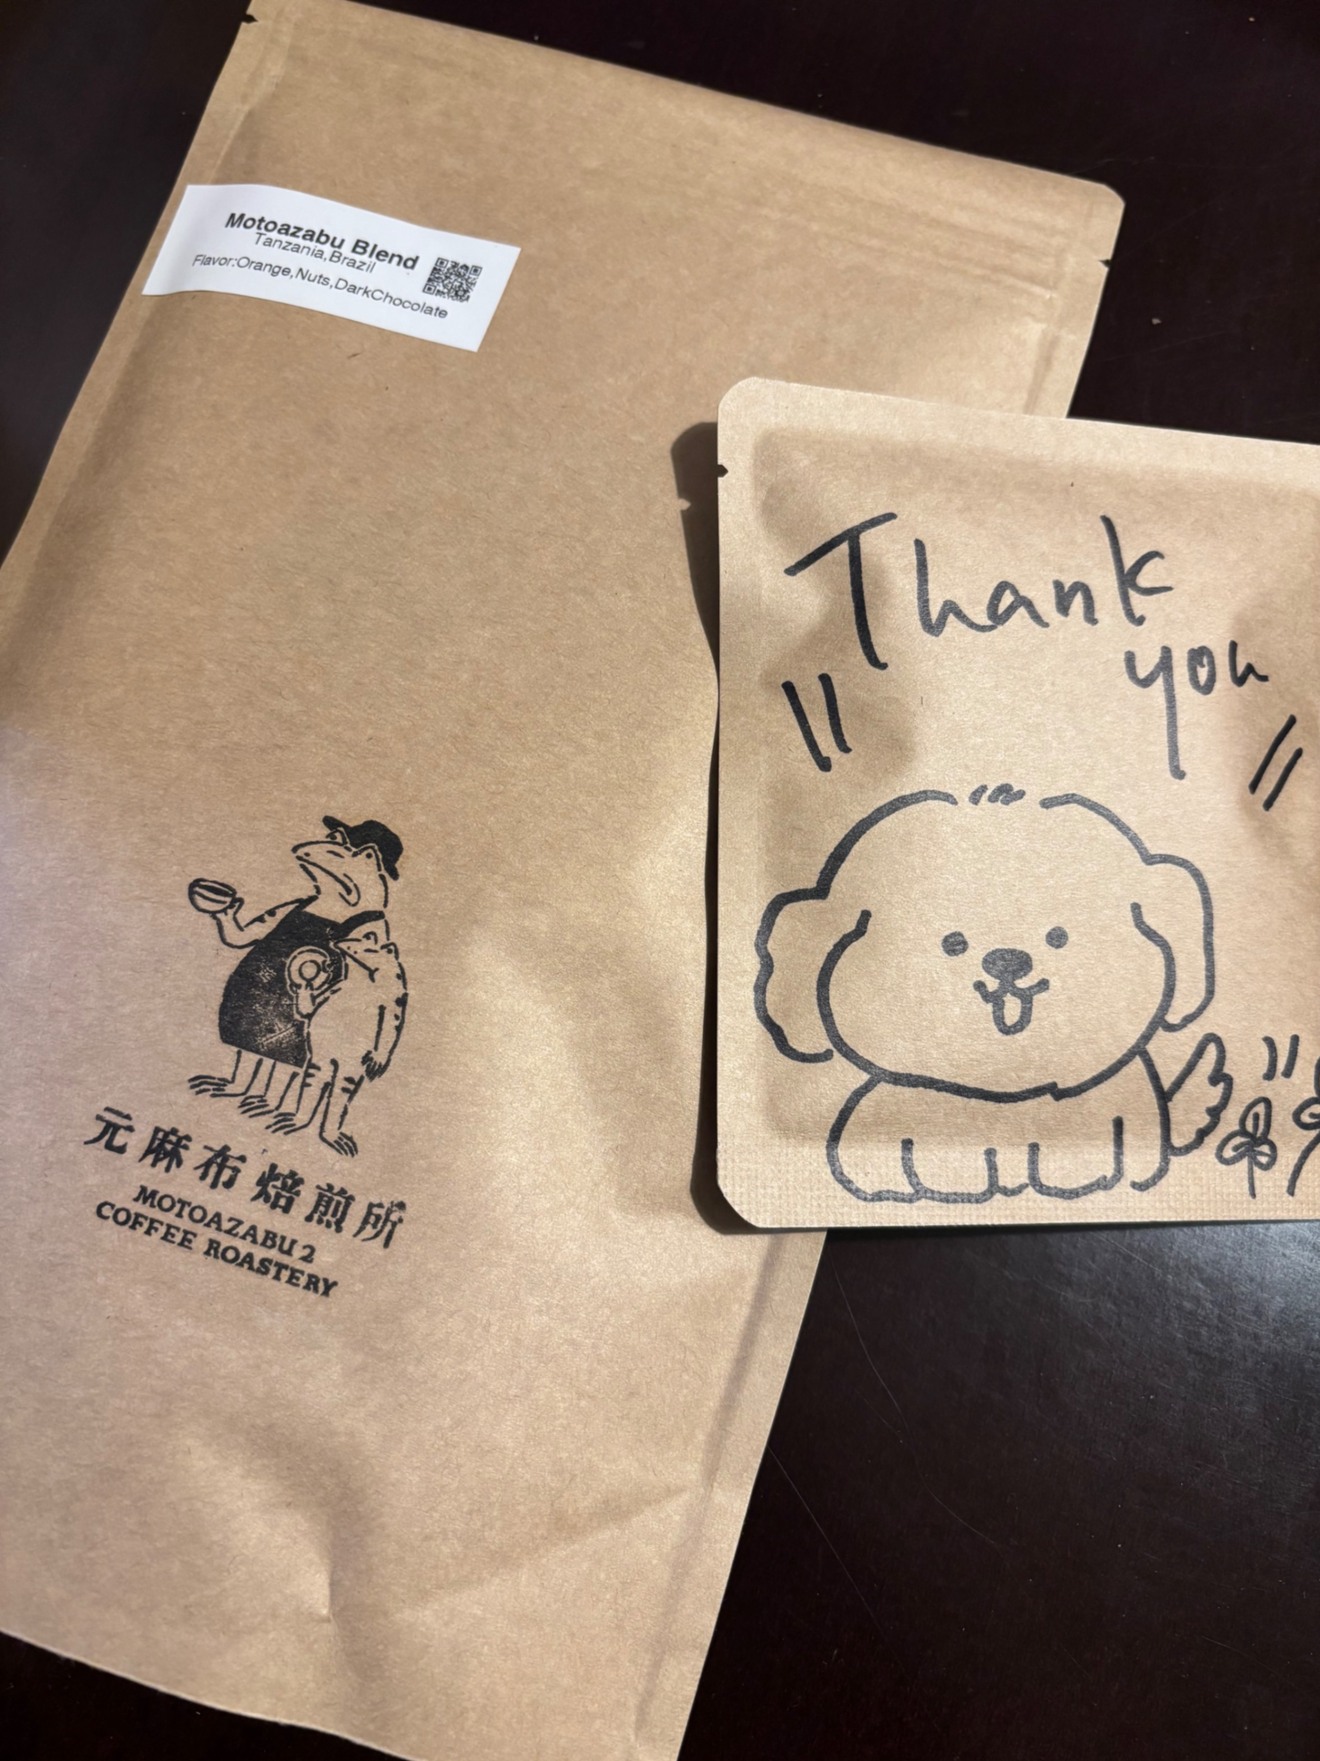 Motoazabu Blend
Tanzania,Brazil
Flavor:Orange,Nuts,DarkChocolate
Thank
you
元麻布焙煎所
MOTOAZABU 2
COFFEE ROASTERY